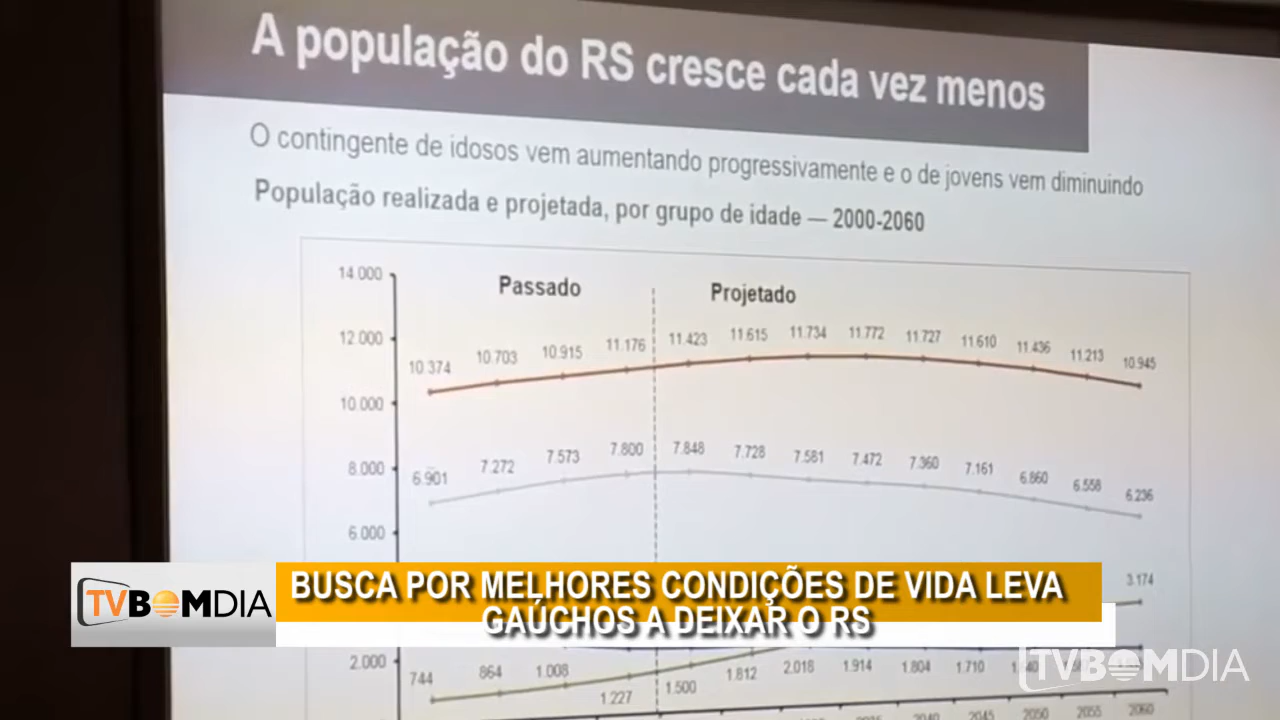 A população do RS cresce cada vez menos
O contingente de idosos vem aumentando progressivamente e o de jovens vem diminuindo
População realizada e projetada, por grupo de idade — 2000-2060
Passado Projetado
14.000
12.000
10.000
8.000
6.000
2.000
10.374 10.703 10.915 11.176 11.423 11.615 11.734 11.772 11.727 11.610 11.436 11.213 10.945
6.901 7.272 7.573 7.800 7.848 7.728 7.581 7.472 7.360 7.161 6.860 6.558 6.236
3.174
TVBOMDIA
BUSCA POR MELHORES CONDIÇÕES DE VIDA LEVA
GAÚCHOS A DEIXAR O RS
744 864 1.008 1.227 1.500 1.812 2.018 1.914 1.804 1.710
2040 2045 2050 2055 2060
TVBOMDIA